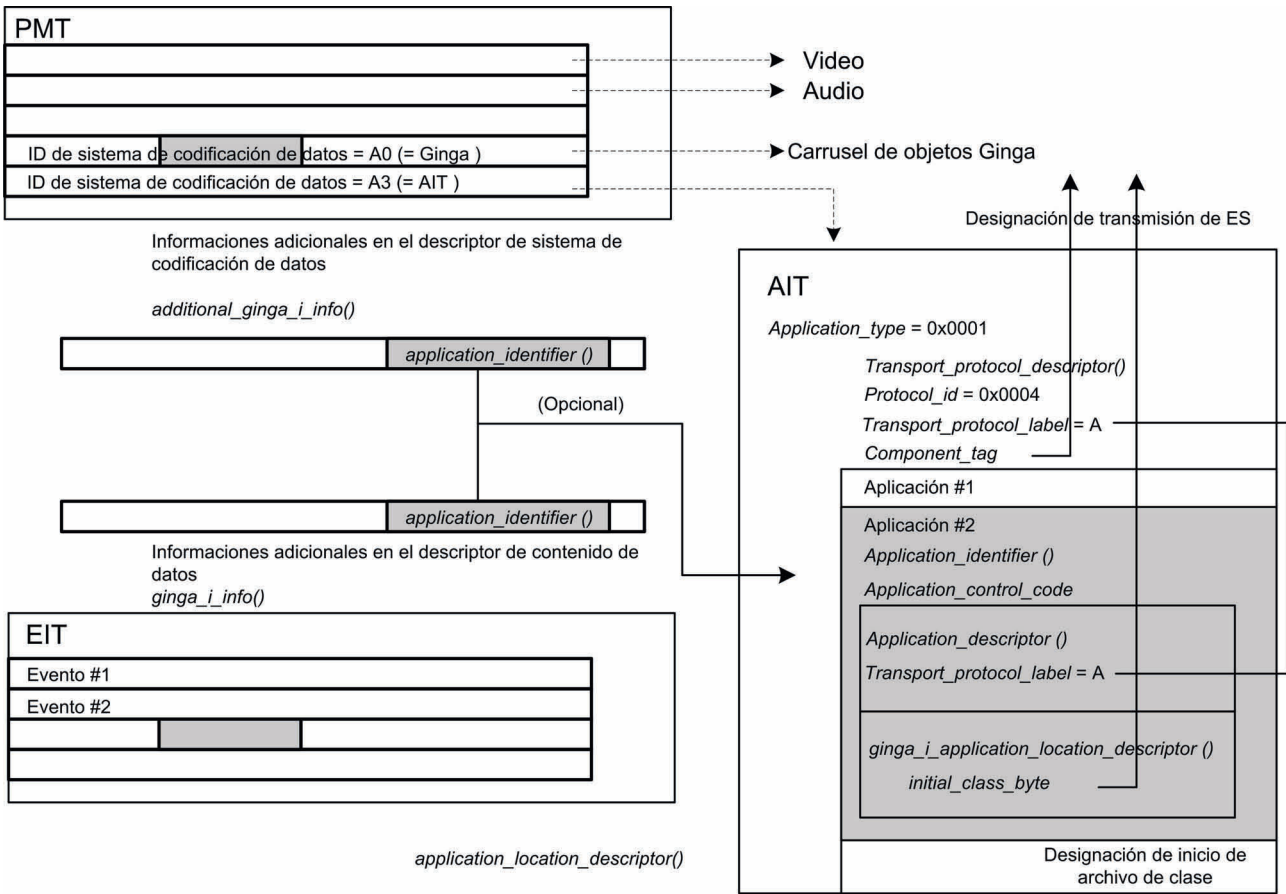 PMT
Video
Audio
ID de sistema de codificación de datos = A0 (= Ginga )
Carrusel de objetos Ginga
ID de sistema de codificación de datos = A3 (= AIT )
Designación de transmisión de ES
Informaciones adicionales en el descriptor de sistema de
codificación de datos
additional_ginga_i_info()
application_identifier ()
(Opcional)
application_identifier ()
Informaciones adicionales en el descriptor de contenido de
datos
ginga_i_info()
EIT
Evento #1
Evento #2
application_location_descriptor()
AIT
Application_type = 0x0001
Transport_protocol_descriptor()
Protocol_id = 0x0004
Transport_protocol_label = A
Component_tag
Aplicación #1
Aplicación #2
Application_identifier ()
Application_control_code
Application_descriptor ()
Transport_protocol_label = A
ginga_i_application_location_descriptor ()
initial_class_byte
Designación de inicio de
archivo de clase